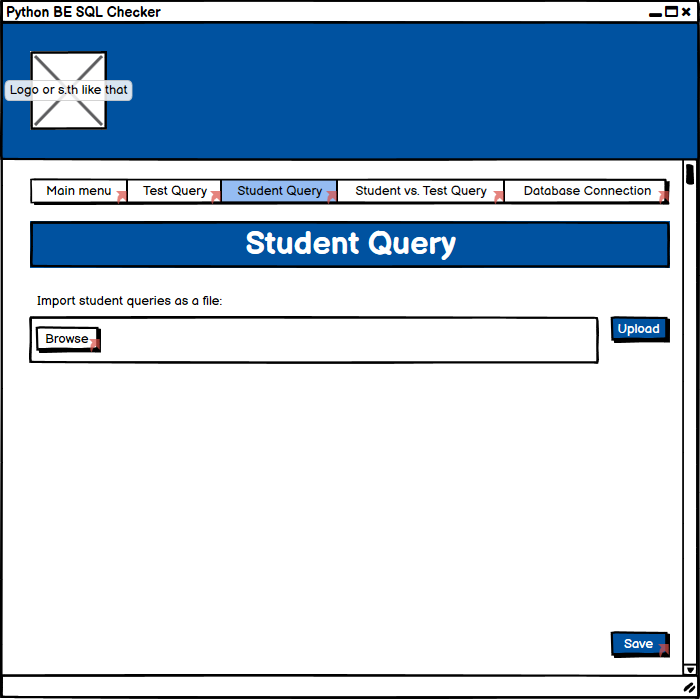 Python BE SQL Checker
Logo or s.th like that
Main menu
Test Query
Student Query
Student vs. Test Query
Database Connection
Student Query
Import student queries as a file:
Browse
Upload
Save